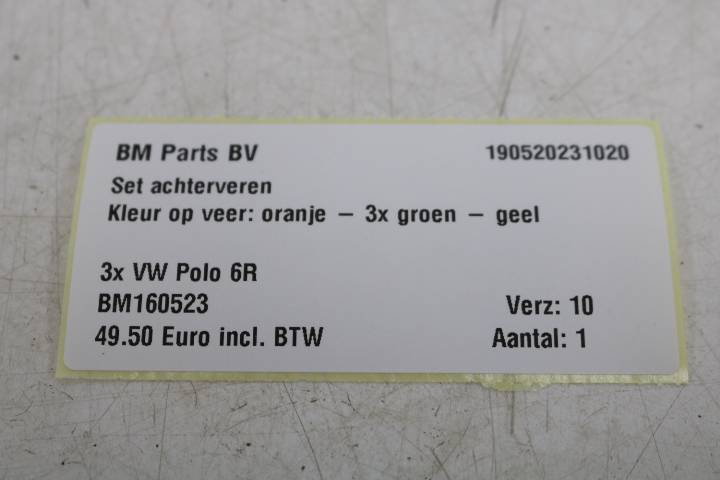 BM Parts BV 190520231020
Set achterveren
Kleur op veer: oranje – 3x groen – geel
3x VW Polo 6R
BM160523 Verz: 10
49.50 Euro incl. BTW Aantal: 1